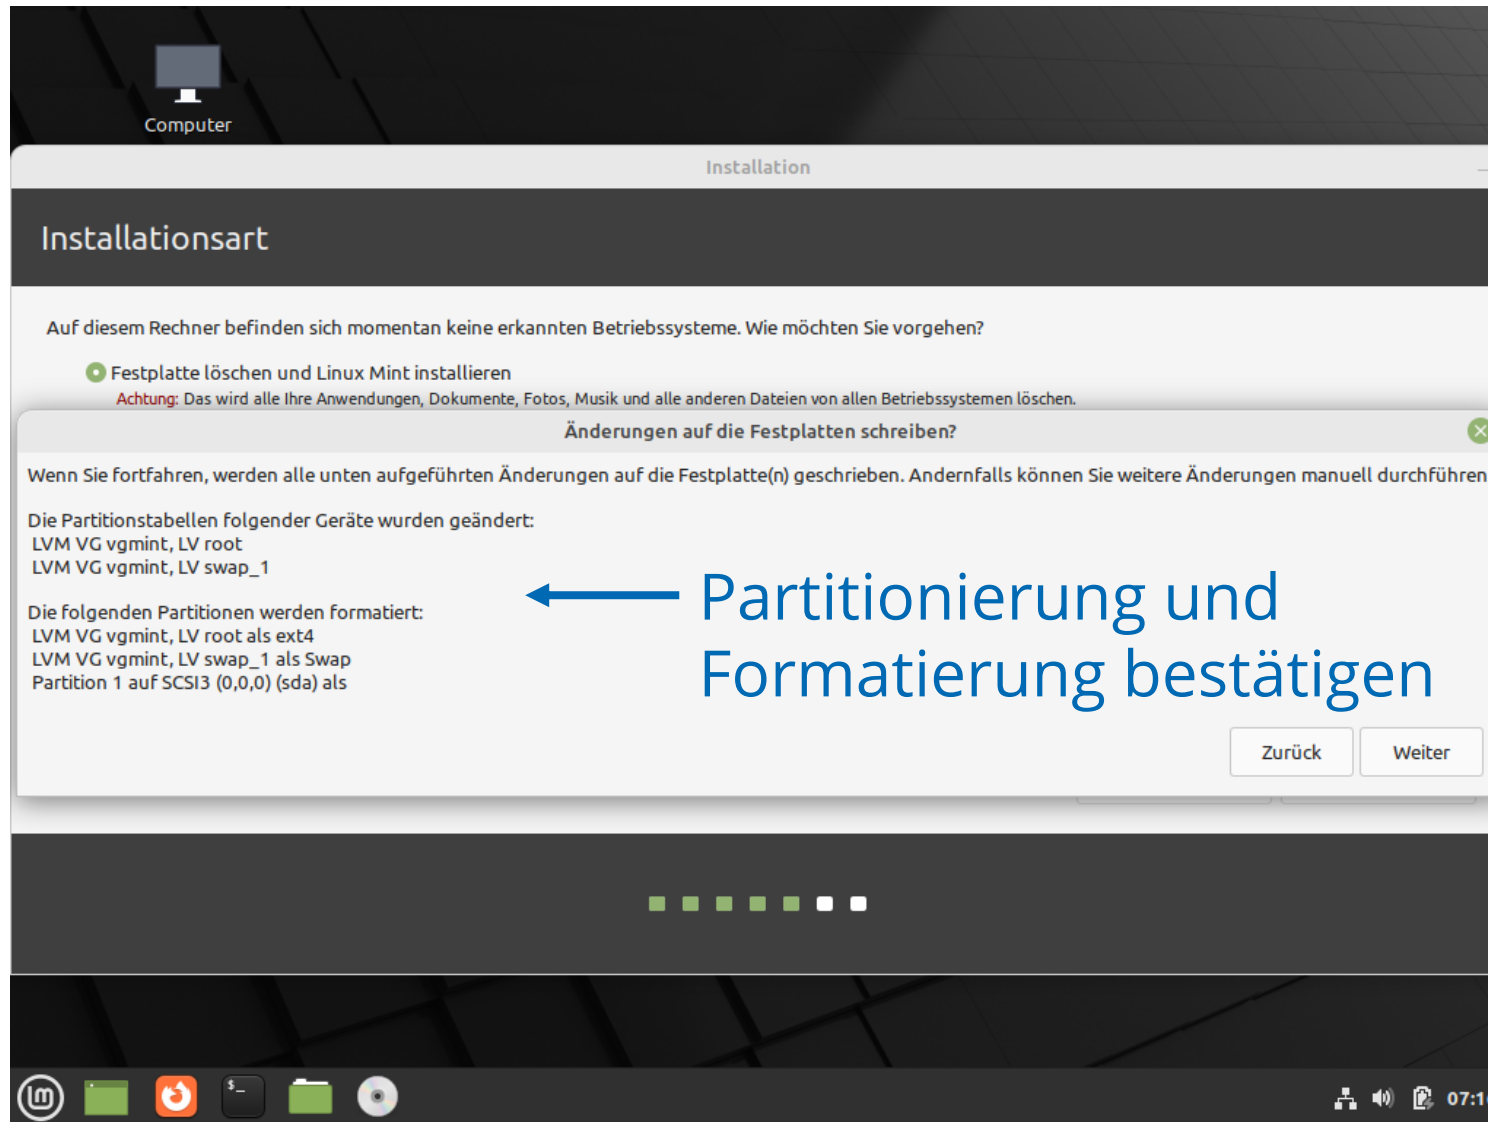 Computer
Installation
Installationsart
Auf diesem Rechner befinden sich momentan keine erkannten Betriebssysteme. Wie möchten Sie vorgehen?
Festplatte löschen und Linux Mint installieren
Achtung: Das wird alle Ihre Anwendungen, Dokumente, Fotos, Musik und alle anderen Dateien von allen Betriebssystemen löschen.
Änderungen auf die Festplatten schreiben?
Wenn Sie fortfahren, werden alle unten aufgeführten Änderungen auf die Festplatte(n) geschrieben. Andernfalls können Sie weitere Änderungen manuell durchführen
Die Partitionstabellen folgender Geräte wurden geändert:
LVM VG vgmint, LV root
LVM VG vgmint, LV swap_1
Die folgenden Partitionen werden formatiert:
LVM VG vgmint, LV root als ext4
LVM VG vgmint, LV swap_1 als Swap
Partition 1 auf SCSI3 (0,0,0) (sda) als
Partitionierung und
Formatierung bestätigen
Zurück
Weiter
$_